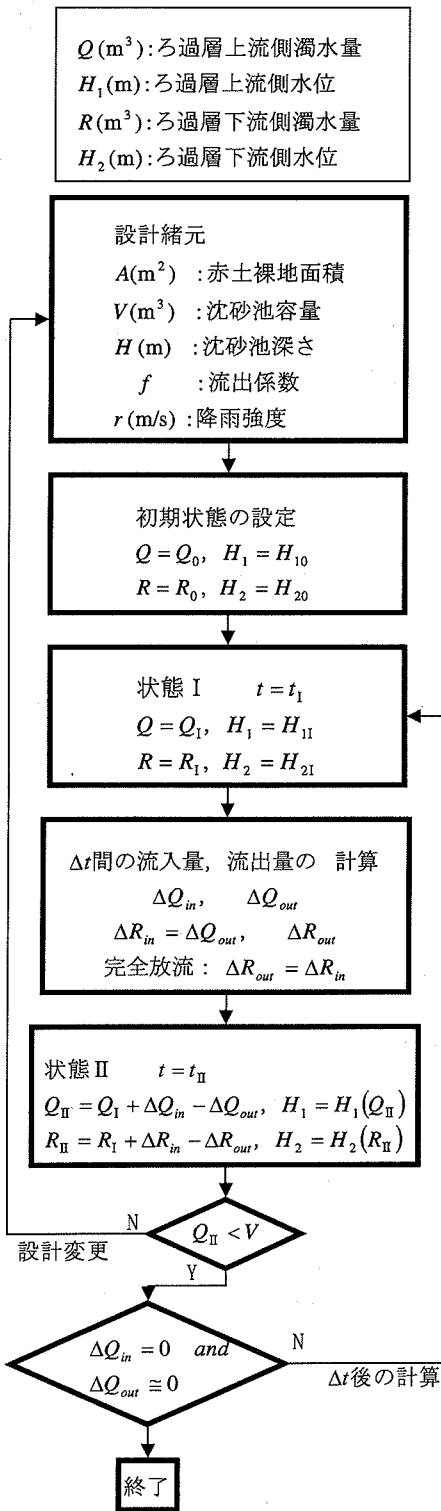 Q(m³):ろ過層上流側濁水量
H₁(m):ろ過層上流側水位
R(m³):ろ過層下流側濁水量
H₂(m):ろ過層下流側水位
設計緒元
A(m²) :赤土裸地面積
V(m³) :沈砂池容量
H(m) :沈砂池深さ
f :流出係数
r(m/s):降雨強度
初期状態の設定
Q = Q₀, H₁ = H₁₀
R = R₀, H₂ = H₂₀
状態Ⅰ t = t_Ⅰ
Q = Q_Ⅰ, H₁ = H_1Ⅰ
R = R_Ⅰ, H₂ = H_2Ⅰ
Δt間の流入量, 流出量の 計算
ΔQ_in, ΔQ_out
ΔR_in = ΔQ_out, ΔR_out
完全放流: ΔR_out = ΔR_in
状態Ⅱ t = t_Ⅱ
Q_Ⅱ = Q_Ⅰ + ΔQ_in − ΔQ_out, H₁ = H₁(Q_Ⅱ)
R_Ⅱ = R_Ⅰ + ΔR_in − ΔR_out, H₂ = H₂(R_Ⅱ)
N
設計変更
Q_Ⅱ < V
Y
ΔQ_in = 0 and
ΔQ_out ≅ 0
N
Δt後の計算
終了